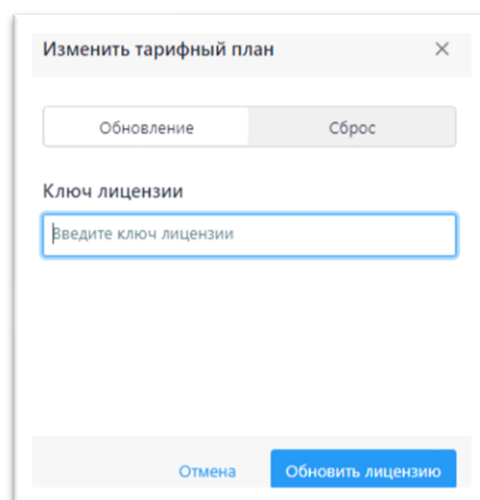 Изменить тарифный план
Обновление
Сброс
Ключ лицензии
Введите ключ лицензии
Отмена
Обновить лицензию